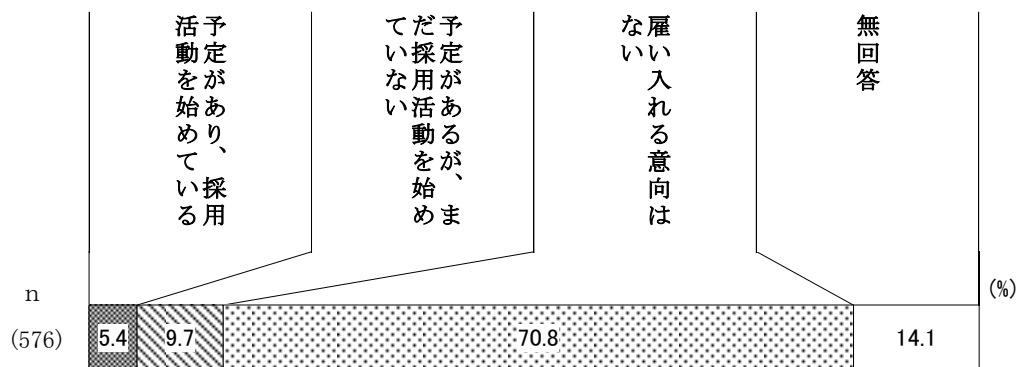 予定があり、採用
活動を始めている
予定があるが、ま
だ採用活動を始め
ていない
雇い入れる意向は
ない
無回答
(%)
n
(576)
5.4
9.7
70.8
14.1